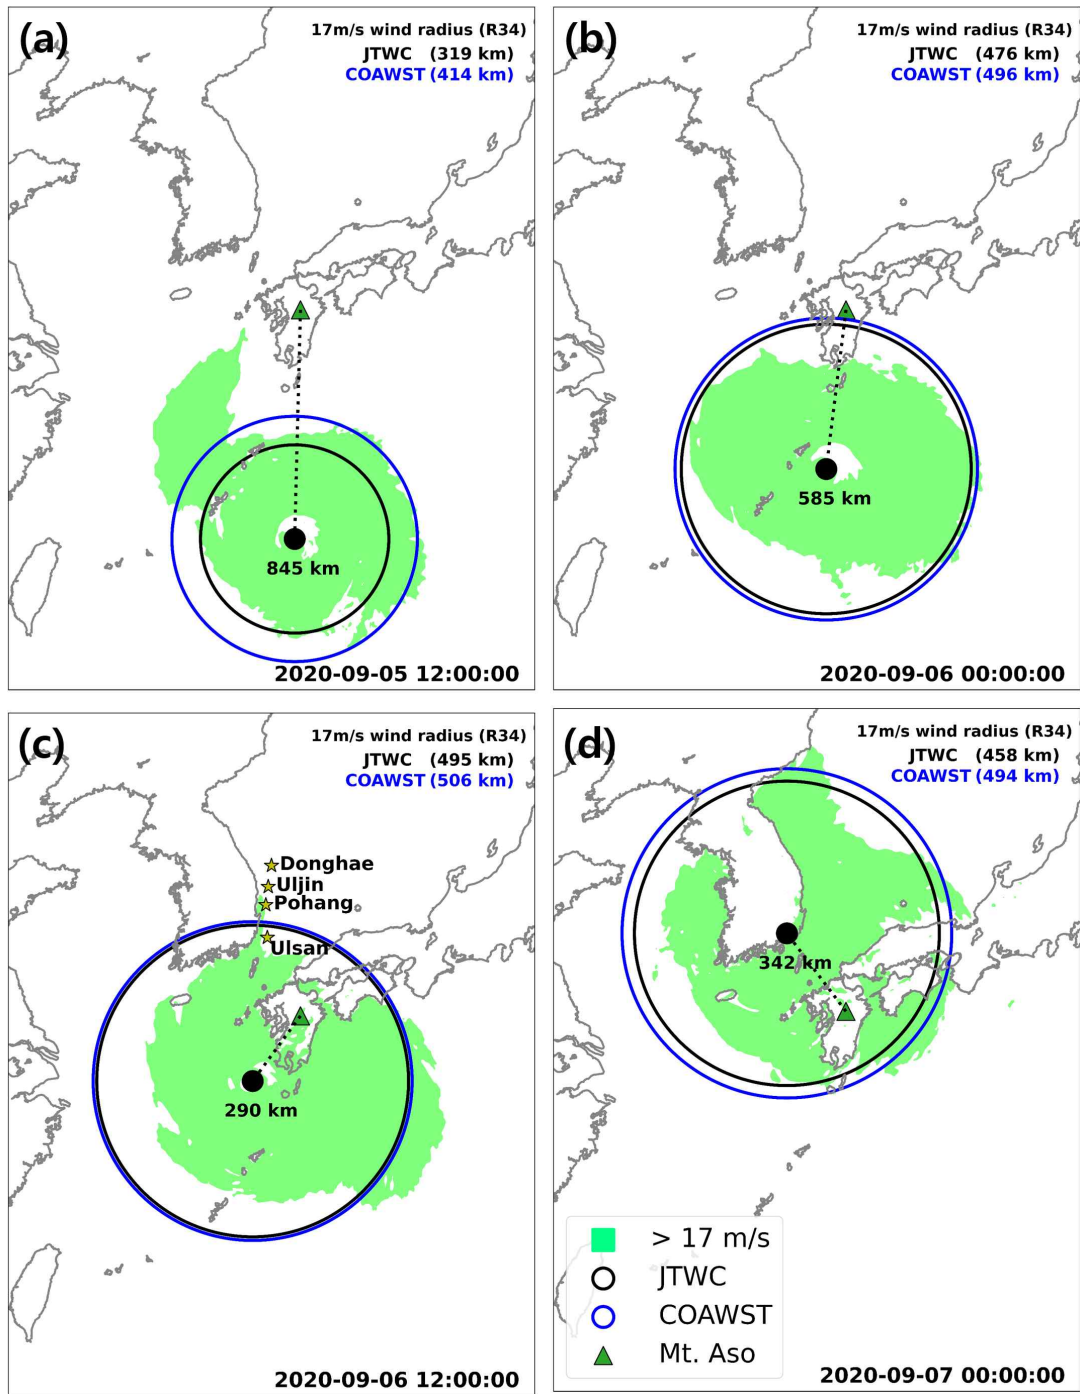 (a)
17m/s wind radius (R34)
JTWC (319 km)
COAWST (414 km)
845 km
2020-09-05 12:00:00
(b)
17m/s wind radius (R34)
JTWC (476 km)
COAWST (496 km)
585 km
2020-09-06 00:00:00
(c)
17m/s wind radius (R34)
JTWC (495 km)
COAWST (506 km)
Donghae
Uljin
Pohang
Ulsan
290 km
2020-09-06 12:00:00
(d)
17m/s wind radius (R34)
JTWC (458 km)
COAWST (494 km)
342 km
> 17 m/s
JTWC
COAWST
Mt. Aso
2020-09-07 00:00:00